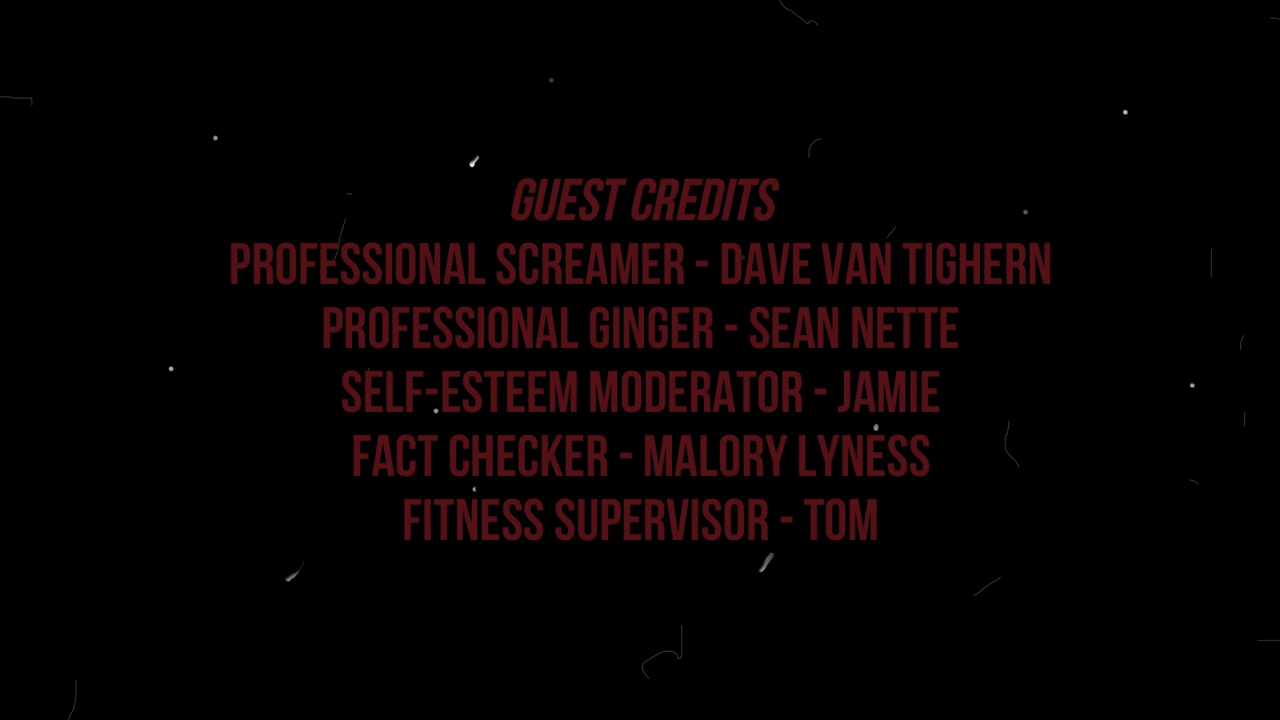 GUEST CREDITS
PROFESSIONAL SCREAMER - DAVE VAN TIGHERN
PROFESSIONAL GINGER - SEAN NETTE
SELF-ESTEEM MODERATOR - JAMIE
FACT CHECKER - MALORY LYNESS
FITNESS SUPERVISOR - TOM